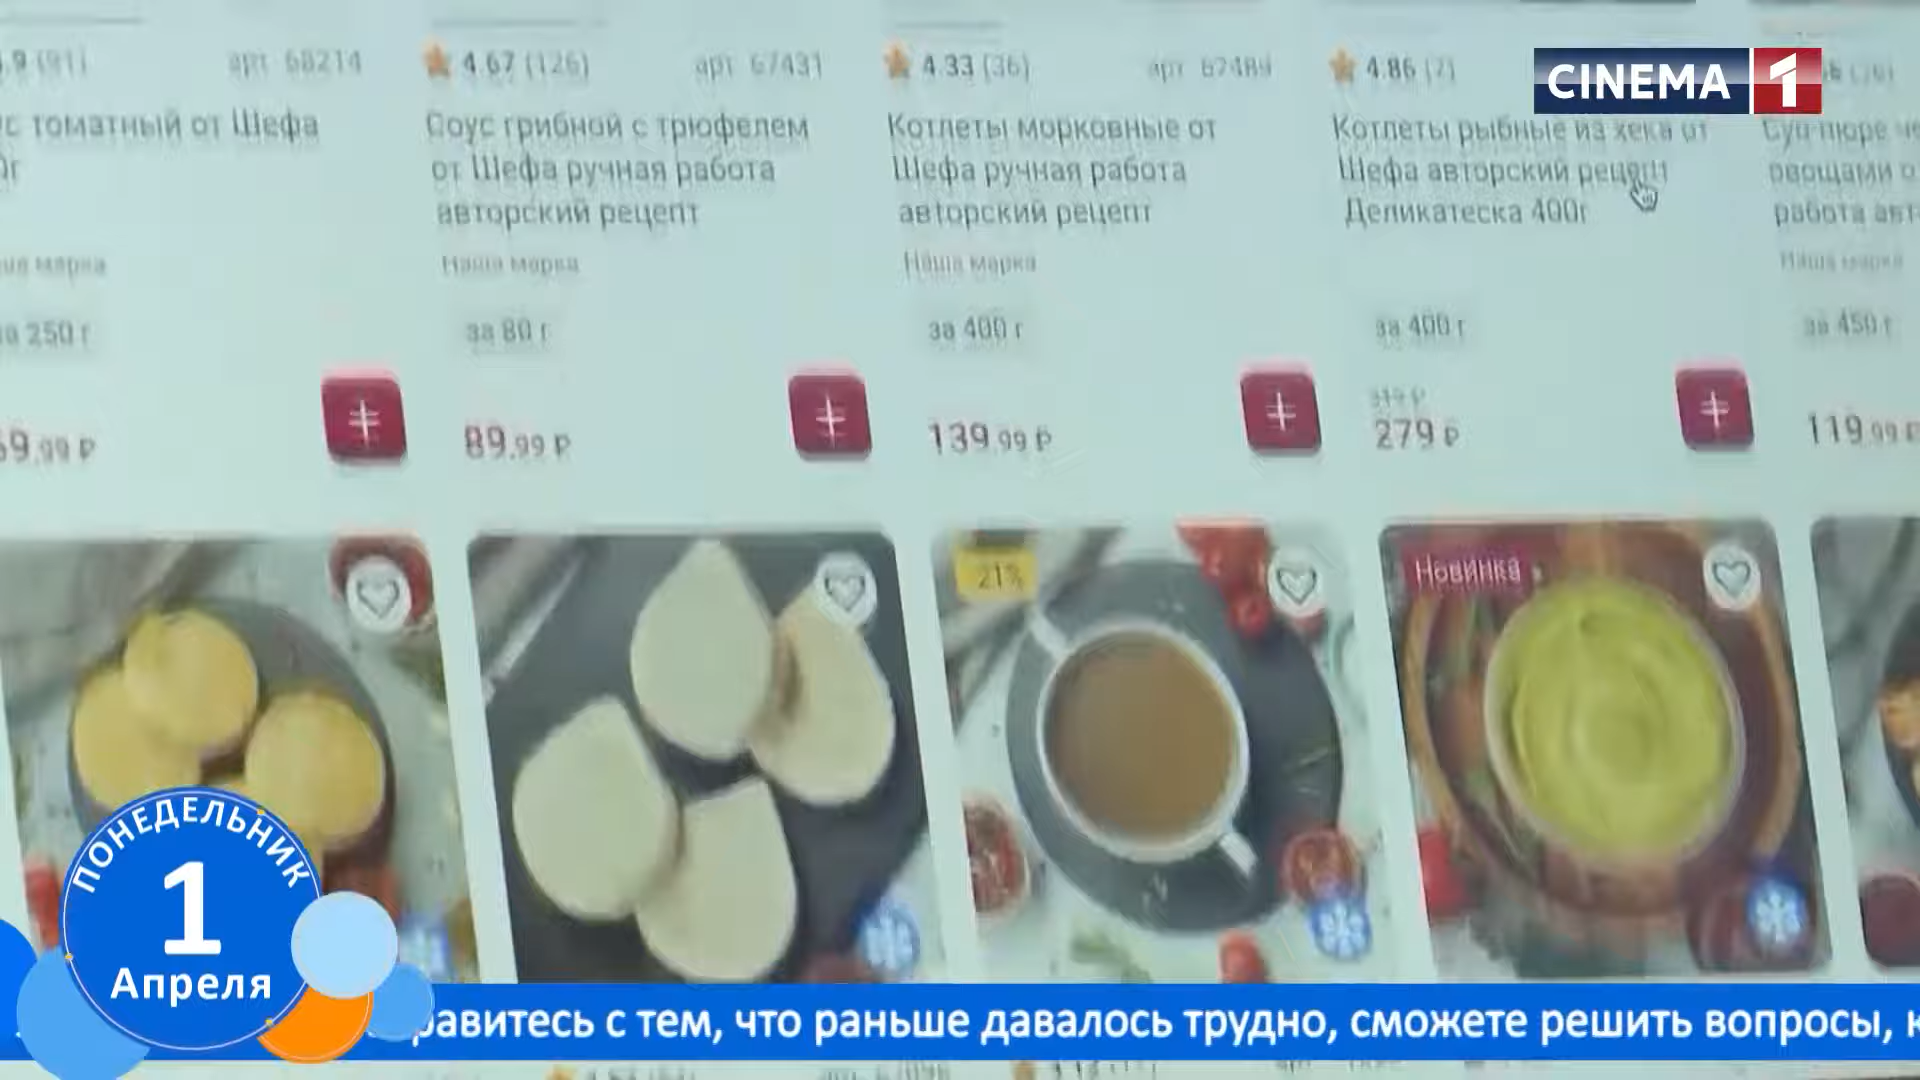 4.67 (126)
арт 67431
4.33 (36)
арт 67489
4.86 (7)
CINEMA 1
арт 68214
томатный от Шефа
Соус грибной с трюфелем
от Шефа ручная работа
авторский рецепт
Котлеты морковные от
Шефа ручная работа
авторский рецепт
Котлеты рыбные из хека от
Шефа авторский рецепт
Деликатеска 400г
Наша марка
Наша марка
250 г
за 80 г
за 400 г
за 400 г
за 450 г
89.99 ₽
139.99 ₽
319 ₽
279 ₽
119.99
21%
Новинка
ПОНЕДЕЛЬНИК
1
Апреля
с тем, что раньше давалось трудно, сможете решить вопросы,